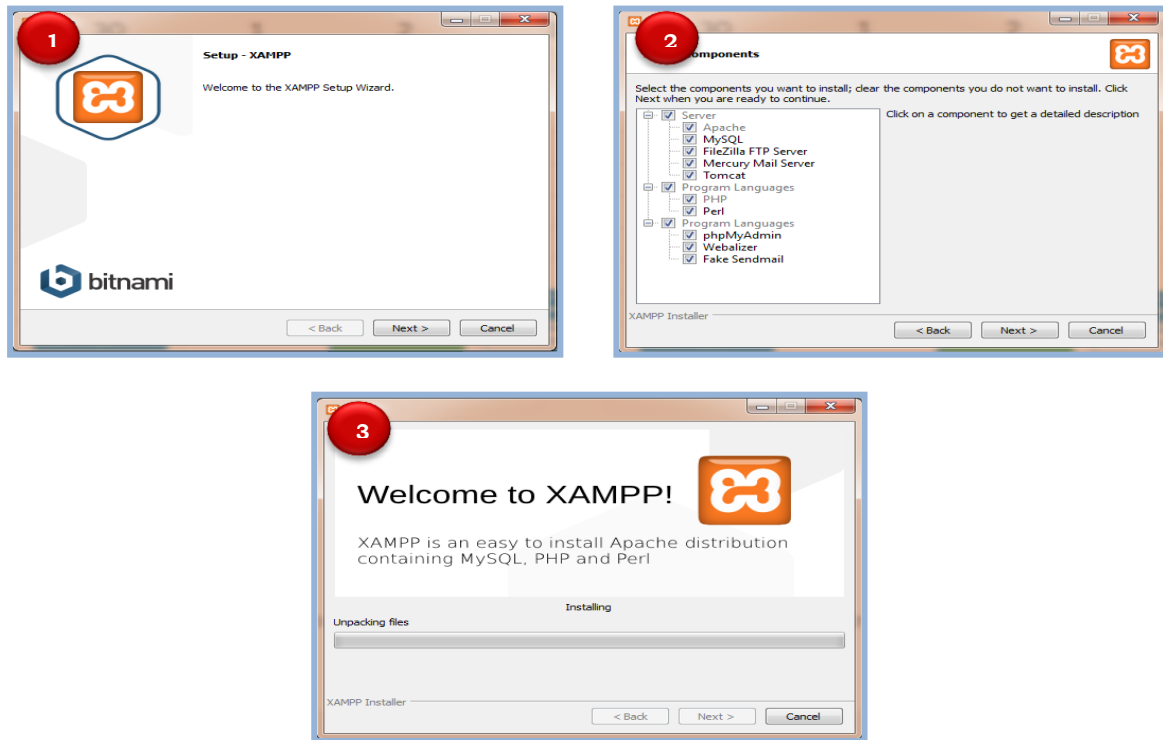 1
Setup - XAMPP
Welcome to the XAMPP Setup Wizard.
bitnami
< Back
Next >
Cancel
2
omponents
Select the components you want to install; clear the components you do not want to install. Click
Next when you are ready to continue.
Server
Apache
MySQL
FileZilla FTP Server
Mercury Mail Server
Tomcat
Program Languages
PHP
Perl
Program Languages
phpMyAdmin
Webalizer
Fake Sendmail
Click on a component to get a detailed description
XAMPP Installer
< Back
Next >
Cancel
3
Welcome to XAMPP!
XAMPP is an easy to install Apache distribution
containing MySQL, PHP and Perl
Installing
Unpacking files
XAMPP Installer
< Back
Next >
Cancel